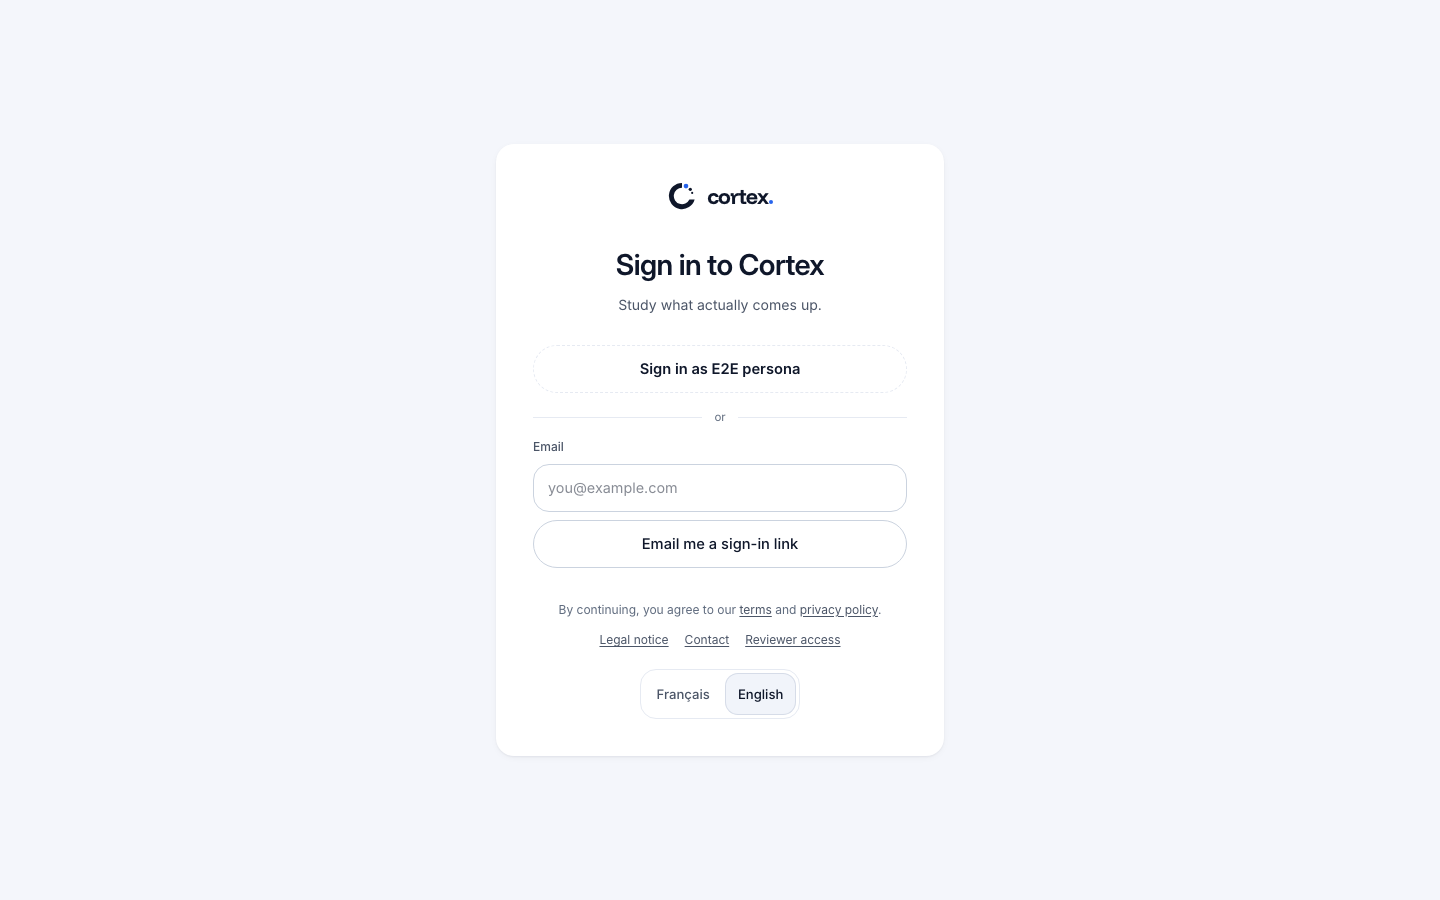 cortex.
Sign in to Cortex
Study what actually comes up.
Sign in as E2E persona
or
Email
you@example.com
Email me a sign-in link
By continuing, you agree to our terms and privacy policy.
Legal notice Contact Reviewer access
Français English